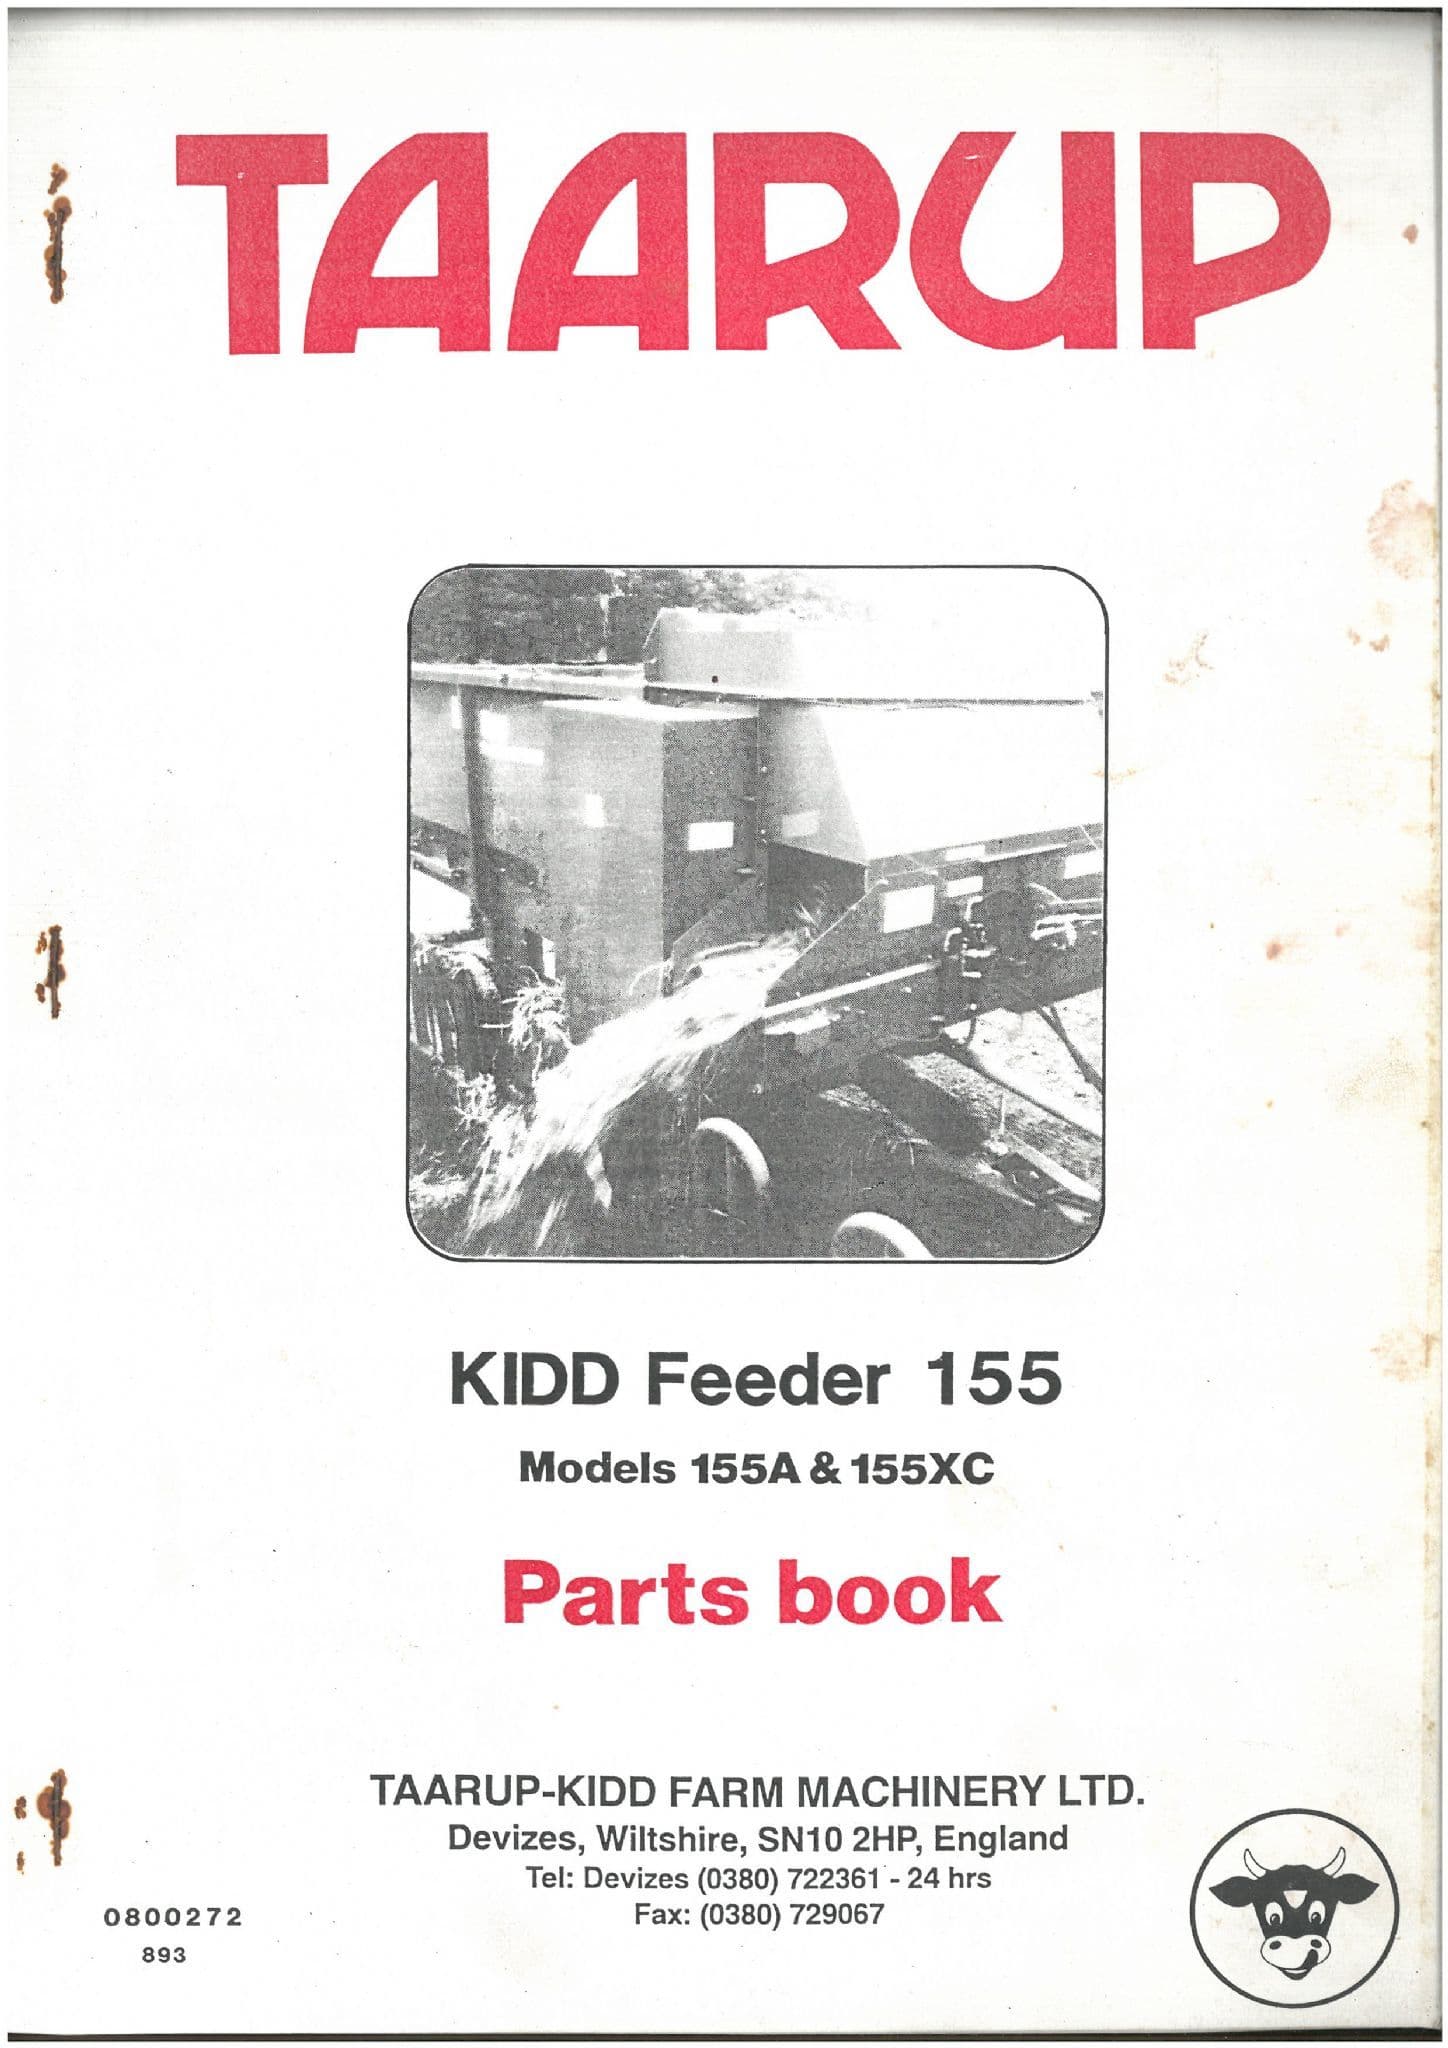 TAARUP
KIDD Feeder 155
Models 155A & 155XC
Parts book
TAARUP-KIDD FARM MACHINERY LTD.
Devizes, Wiltshire, SN10 2HP, England
Tel: Devizes (0380) 722361 - 24 hrs
Fax: (0380) 729067
0800272
893